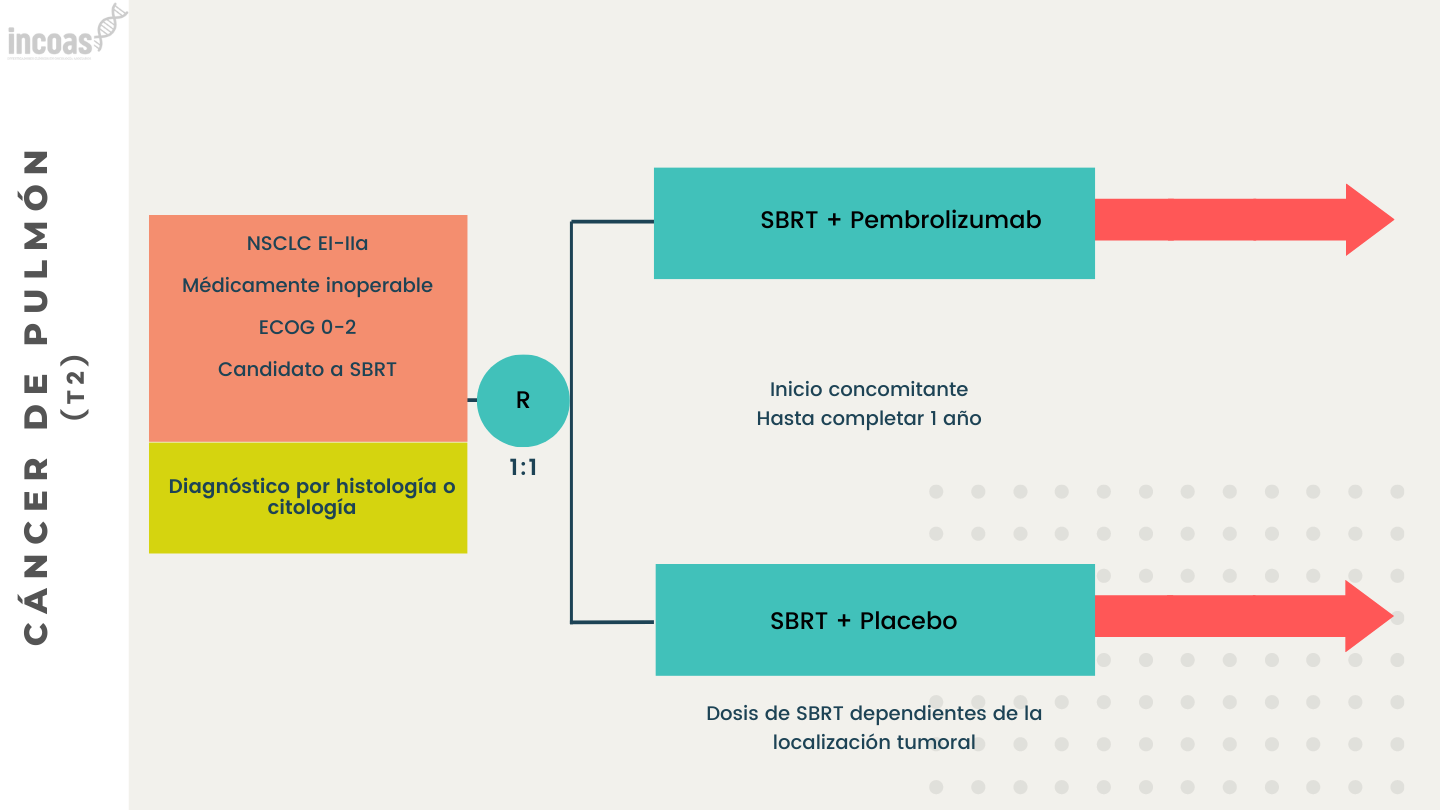 incoas
CÁNCER DE PULMÓN
(T2)
NSCLC EI-IIa
Médicamente inoperable
ECOG 0-2
Candidato a SBRT
Diagnóstico por histología o
citología
R
1:1
SBRT + Pembrolizumab
Inicio concomitante
Hasta completar 1 año
SBRT + Placebo
Dosis de SBRT dependientes de la
localización tumoral